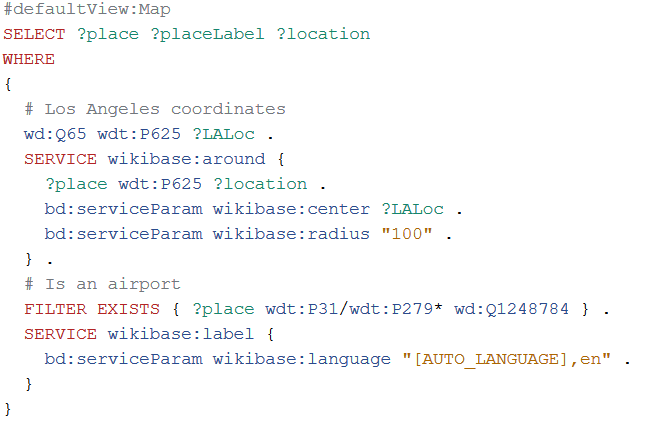 #defaultView:Map
SELECT ?place ?placeLabel ?location
WHERE
{
  # Los Angeles coordinates
  wd:Q65 wdt:P625 ?LALoc .
  SERVICE wikibase:around {
    ?place wdt:P625 ?location .
    bd:serviceParam wikibase:center ?LALoc .
    bd:serviceParam wikibase:radius "100" .
  } .
  # Is an airport
  FILTER EXISTS { ?place wdt:P31/wdt:P279* wd:Q1248784 } .
  SERVICE wikibase:label {
    bd:serviceParam wikibase:language "[AUTO_LANGUAGE],en" .
  }
}